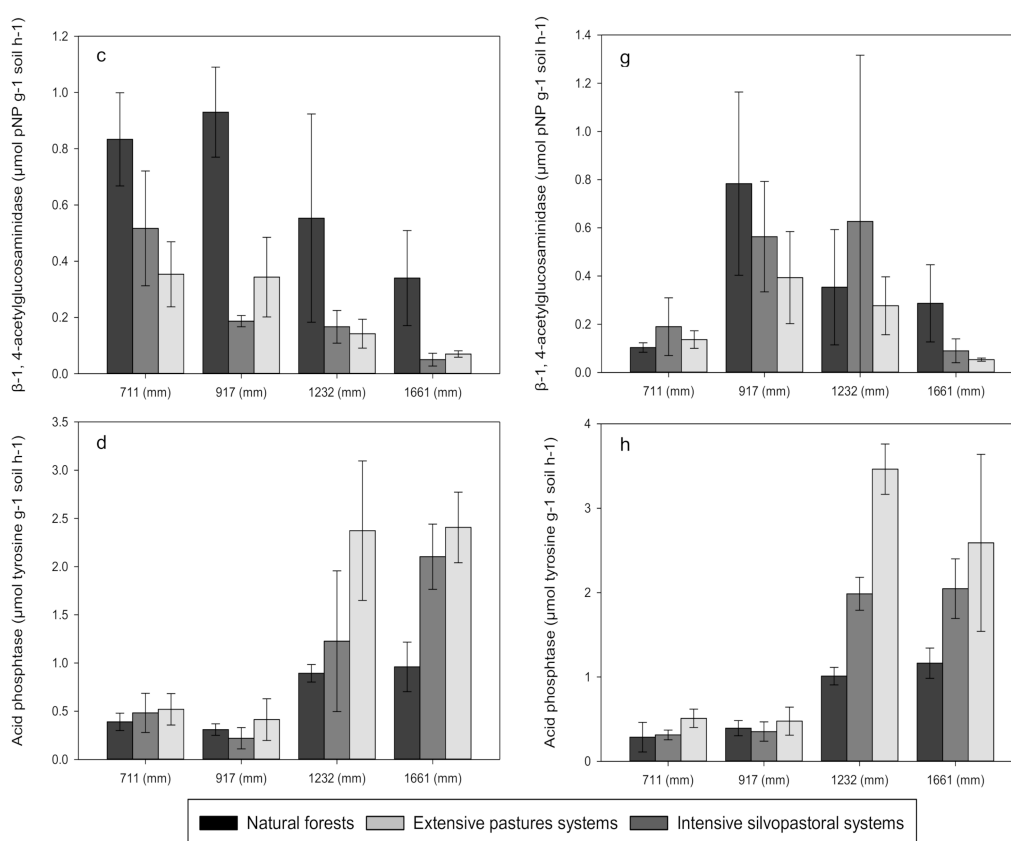 β-1, 4-acetylglucosaminidase (µmol pNP g-1 soil h-1)
c
1.2
1.0
0.8
0.6
0.4
0.2
0.0
711 (mm) 917 (mm) 1232 (mm) 1661 (mm)
β-1, 4-acetylglucosaminidase (µmol pNP g-1 soil h-1)
g
1.4
1.2
1.0
0.8
0.6
0.4
0.2
0.0
711 (mm) 917 (mm) 1232 (mm) 1661 (mm)
Acid phosphtase (µmol tyrosine g-1 soil h-1)
d
3.5
3.0
2.5
2.0
1.5
1.0
0.5
0.0
711 (mm) 917 (mm) 1232 (mm) 1661 (mm)
Acid phosphtase (µmol tyrosine g-1 soil h-1)
h
4
3
2
1
0
711 (mm) 917 (mm) 1232 (mm) 1661 (mm)
Natural forests Extensive pastures systems Intensive silvopastoral systems